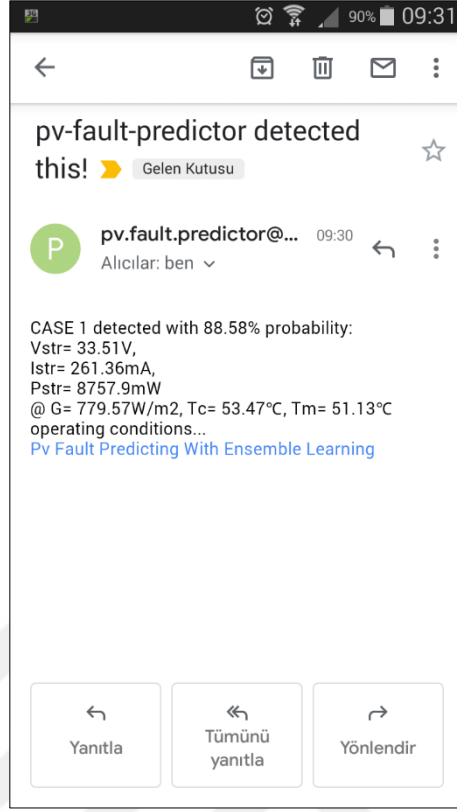 3G
90% 09:31
pv-fault-predictor detected
this! Gelen Kutusu
P
pv.fault.predictor@... 09:30
Alıcılar: ben
CASE 1 detected with 88.58% probability:
Vstr= 33.51V,
Istr= 261.36mA,
Pstr= 8757.9mW
@ G= 779.57W/m2, Tc= 53.47℃, Tm= 51.13℃
operating conditions...
Pv Fault Predicting With Ensemble Learning
Yanıtla
Tümünü
yanıtla
Yönlendir